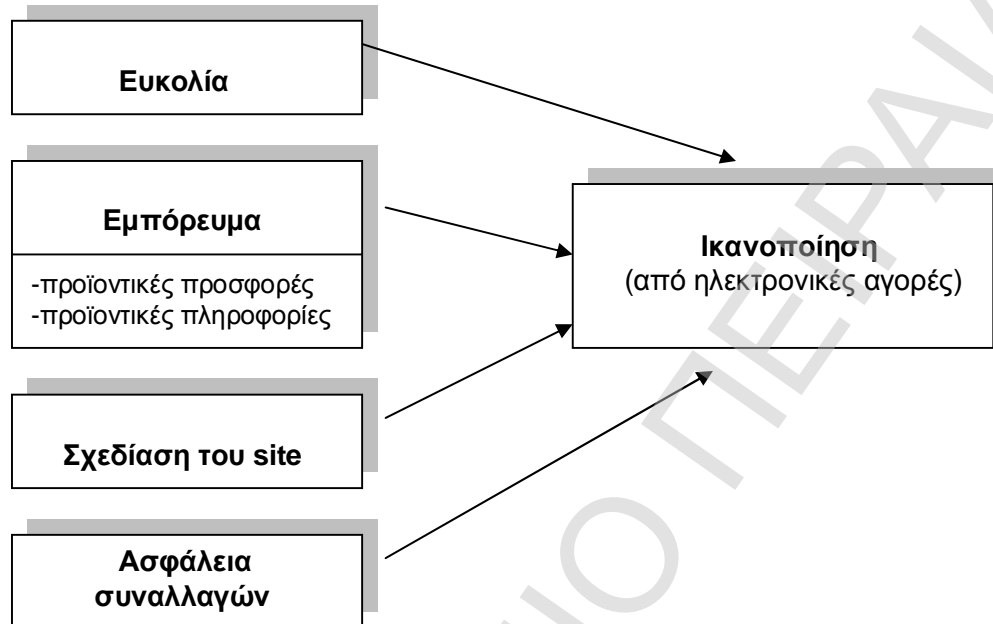 Ευκολία
Εμπόρευμα
-προϊοντικές προσφορές
-προϊοντικές πληροφορίες
Σχεδίαση του site
Ασφάλεια
συναλλαγών
Ικανοποίηση
(από ηλεκτρονικές αγορές)